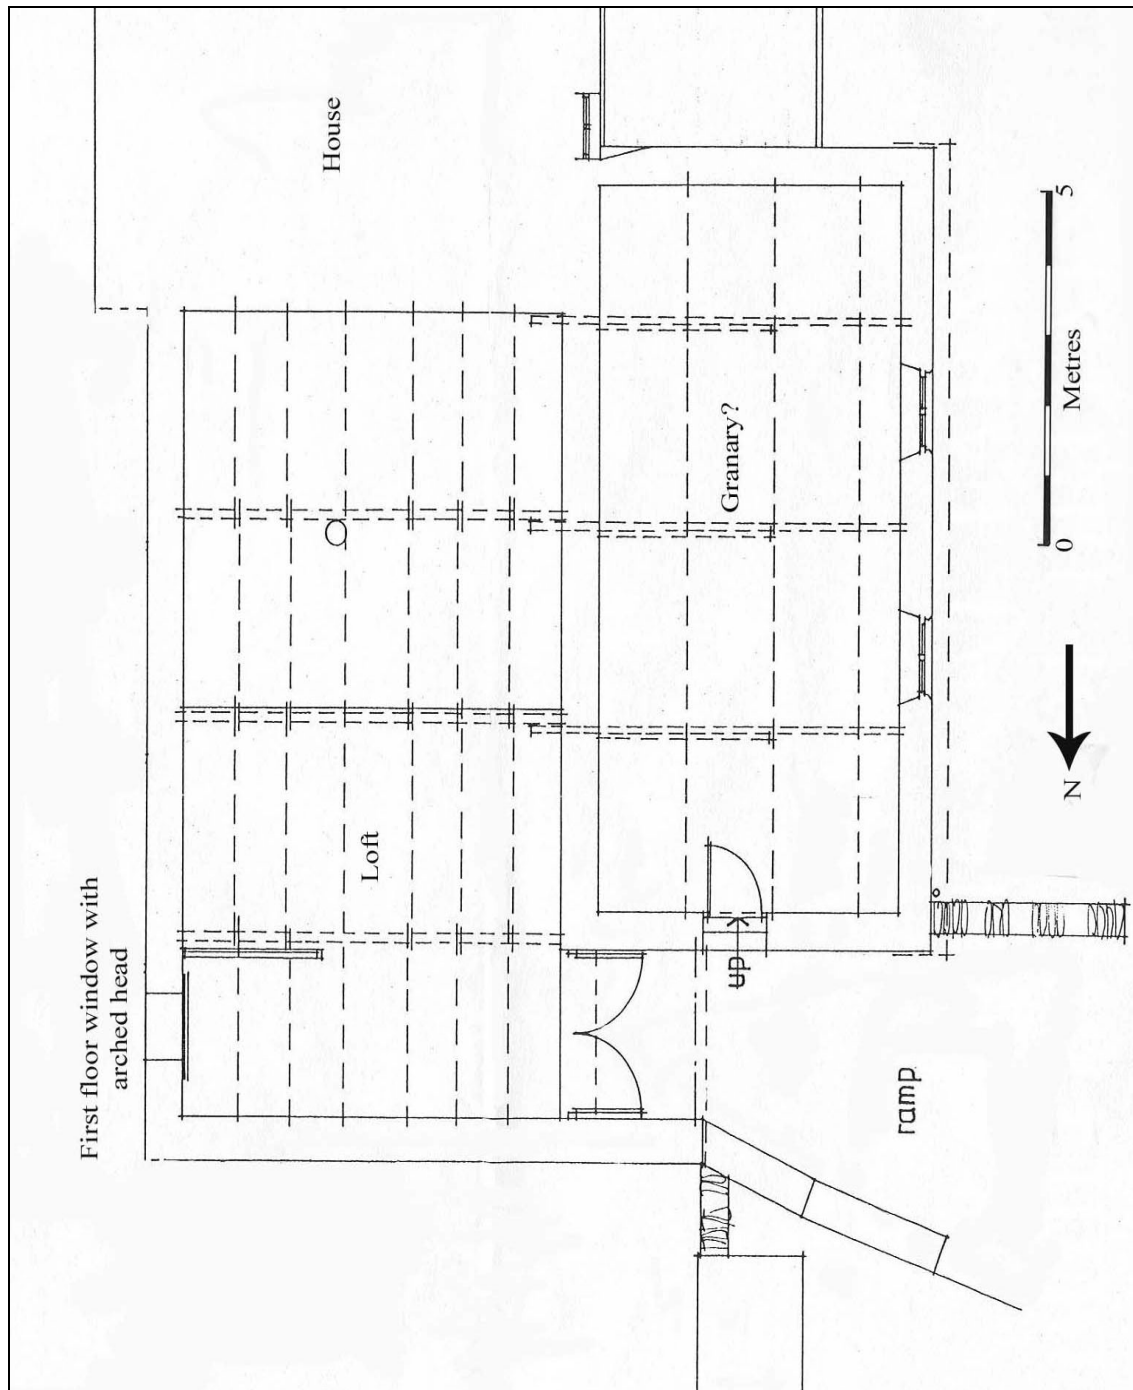 House
First floor window with
arched head
Loft
Granary?
up
ramp
0
5
Metres
N